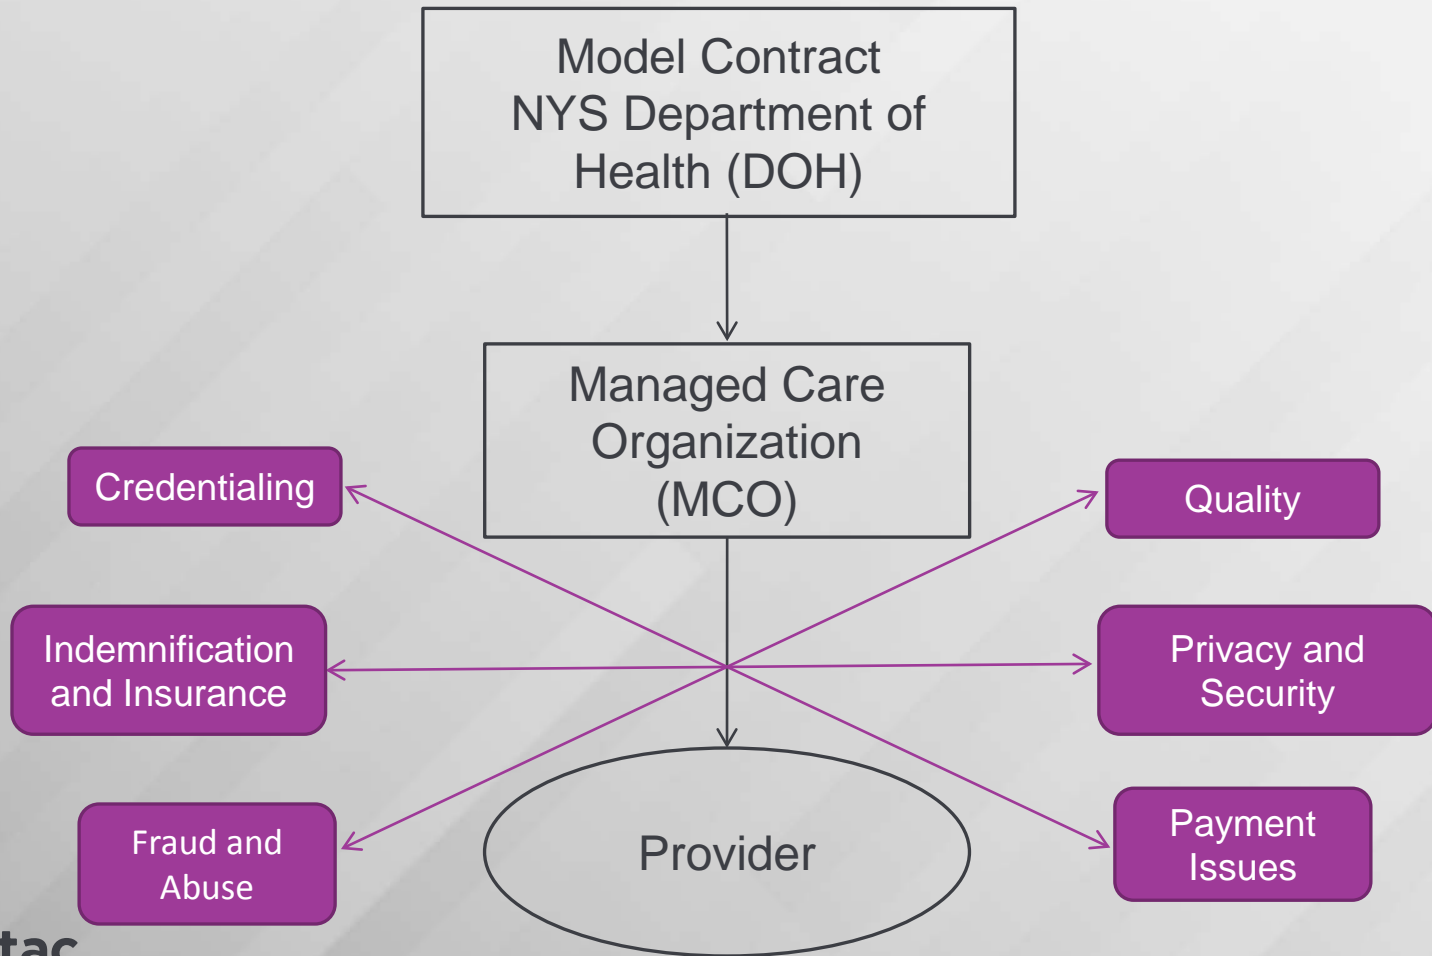 Model Contract
NYS Department of
Health (DOH)
Managed Care
Organization
(MCO)
Credentialing
Quality
Indemnification
and Insurance
Privacy and
Security
Fraud and
Abuse
Provider
Payment
Issues
tac